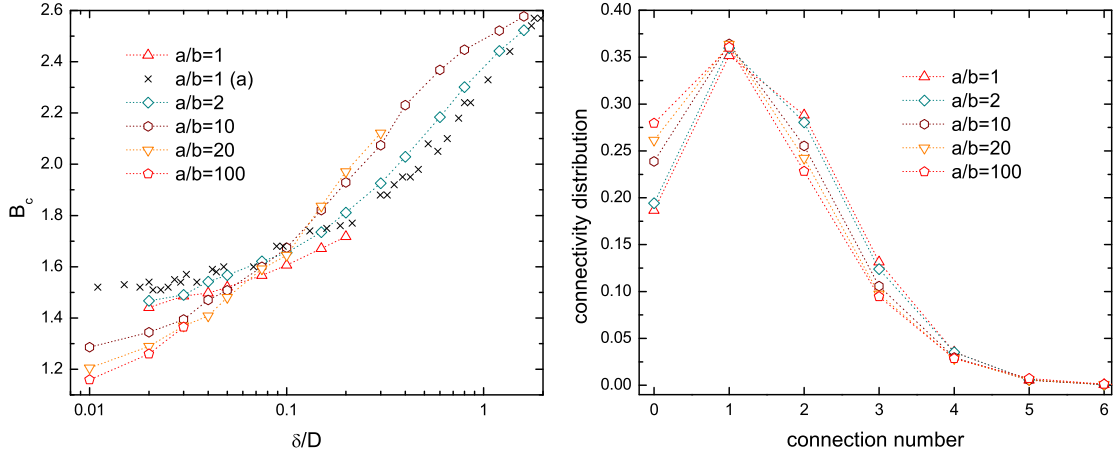 2.6
2.4
2.2
2.0
1.8
1.6
1.4
1.2
B_c
0.01
0.1
1
δ/D
a/b=1
a/b=1 (a)
a/b=2
a/b=10
a/b=20
a/b=100
0.40
0.35
0.30
0.25
0.20
0.15
0.10
0.05
0.00
connectivity distribution
0
1
2
3
4
5
6
connection number
a/b=1
a/b=2
a/b=10
a/b=20
a/b=100